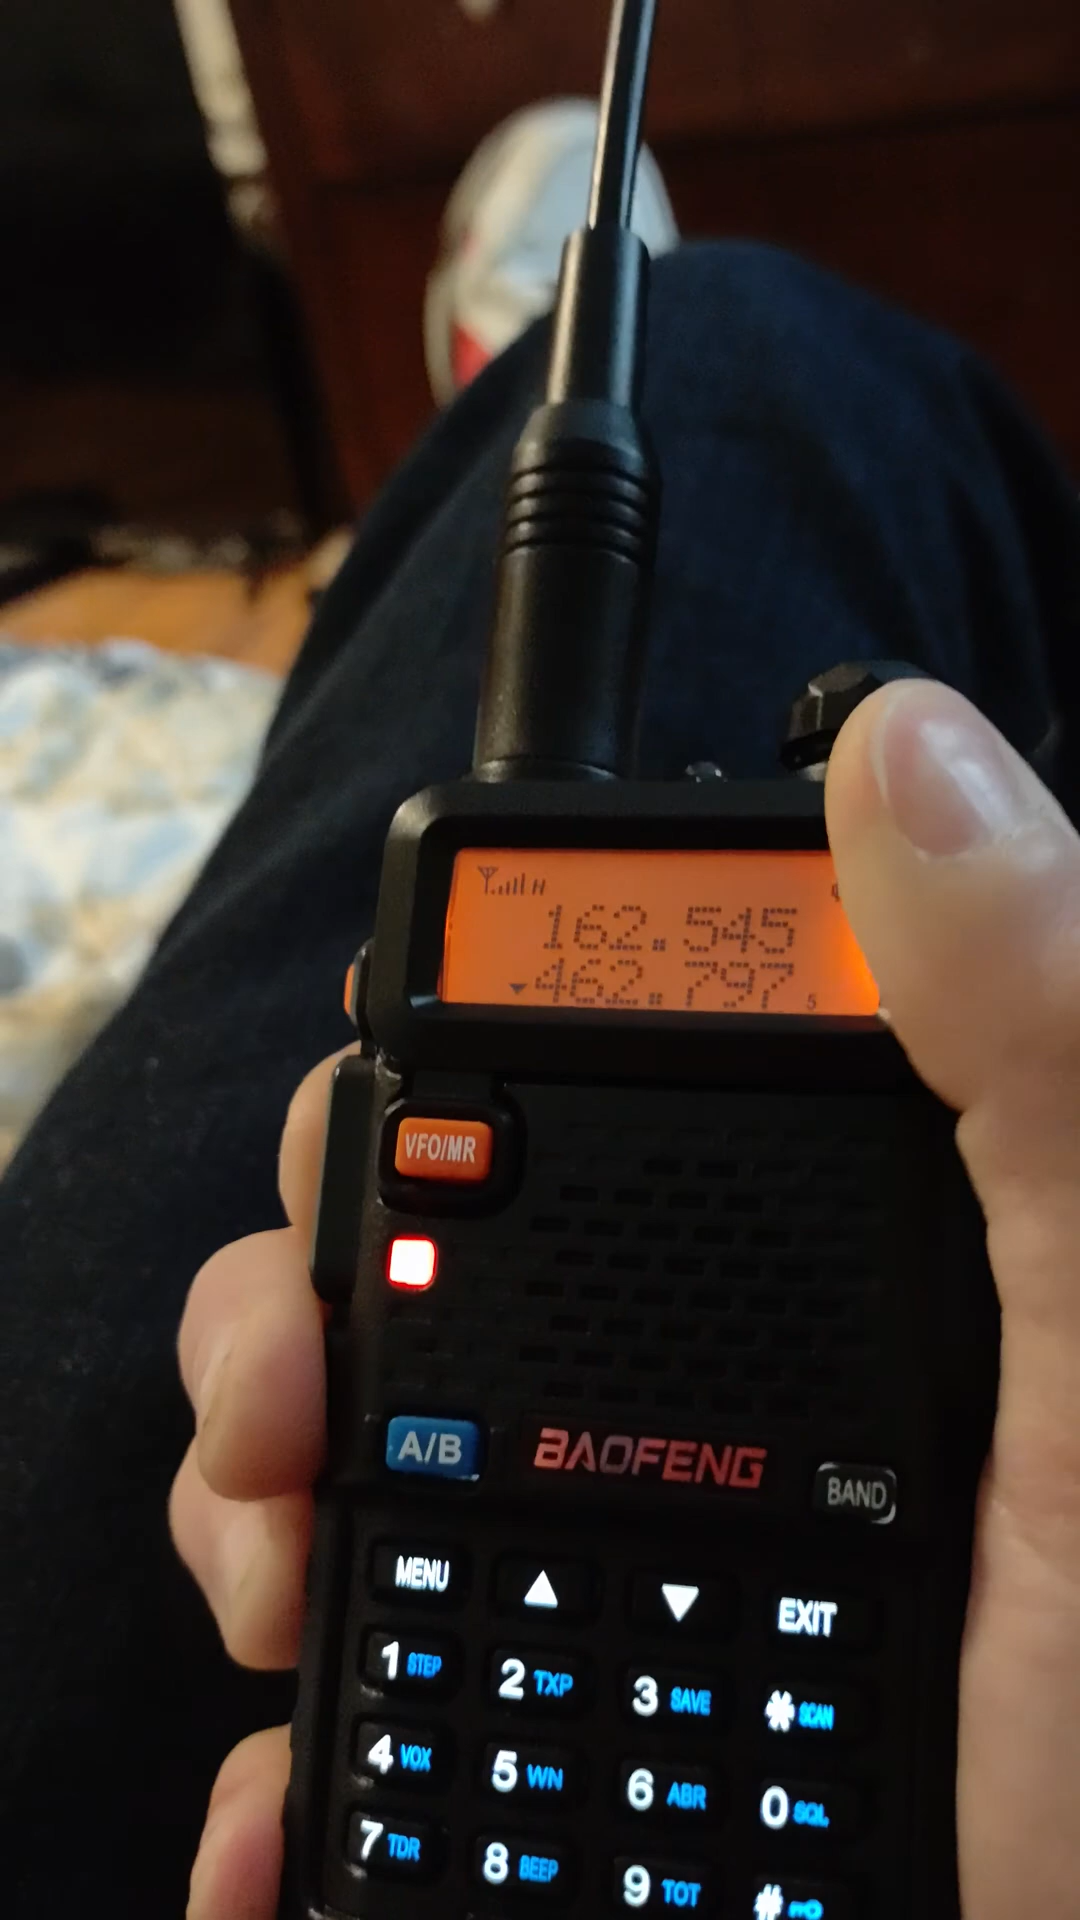 H
162.545
462.797 5
VFO/MR
A/B
BAOFENG
BAND
MENU ▲ ▼ EXIT
1 STEP 2 TXP 3 SAVE * SCAN
4 VOX 5 WN 6 ABR 0 SQL
7 TDR 8 BEEP 9 TOT #